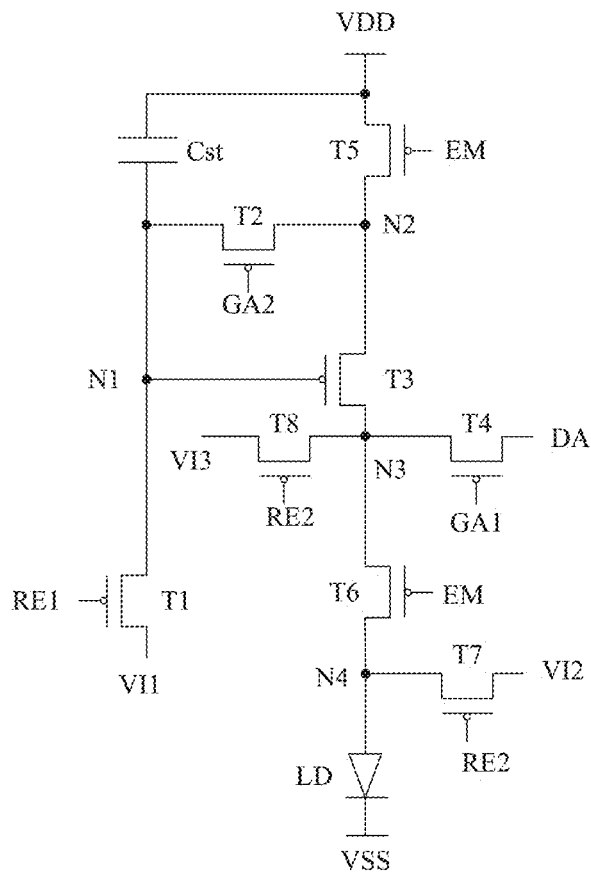 VDD
Cst
T5
EM
T2
N2
GA2
N1
T3
T8
T4
DA
VI3
N3
RE2
GA1
RE1
T1
T6
EM
VI1
N4
T7
VI2
RE2
LD
VSS